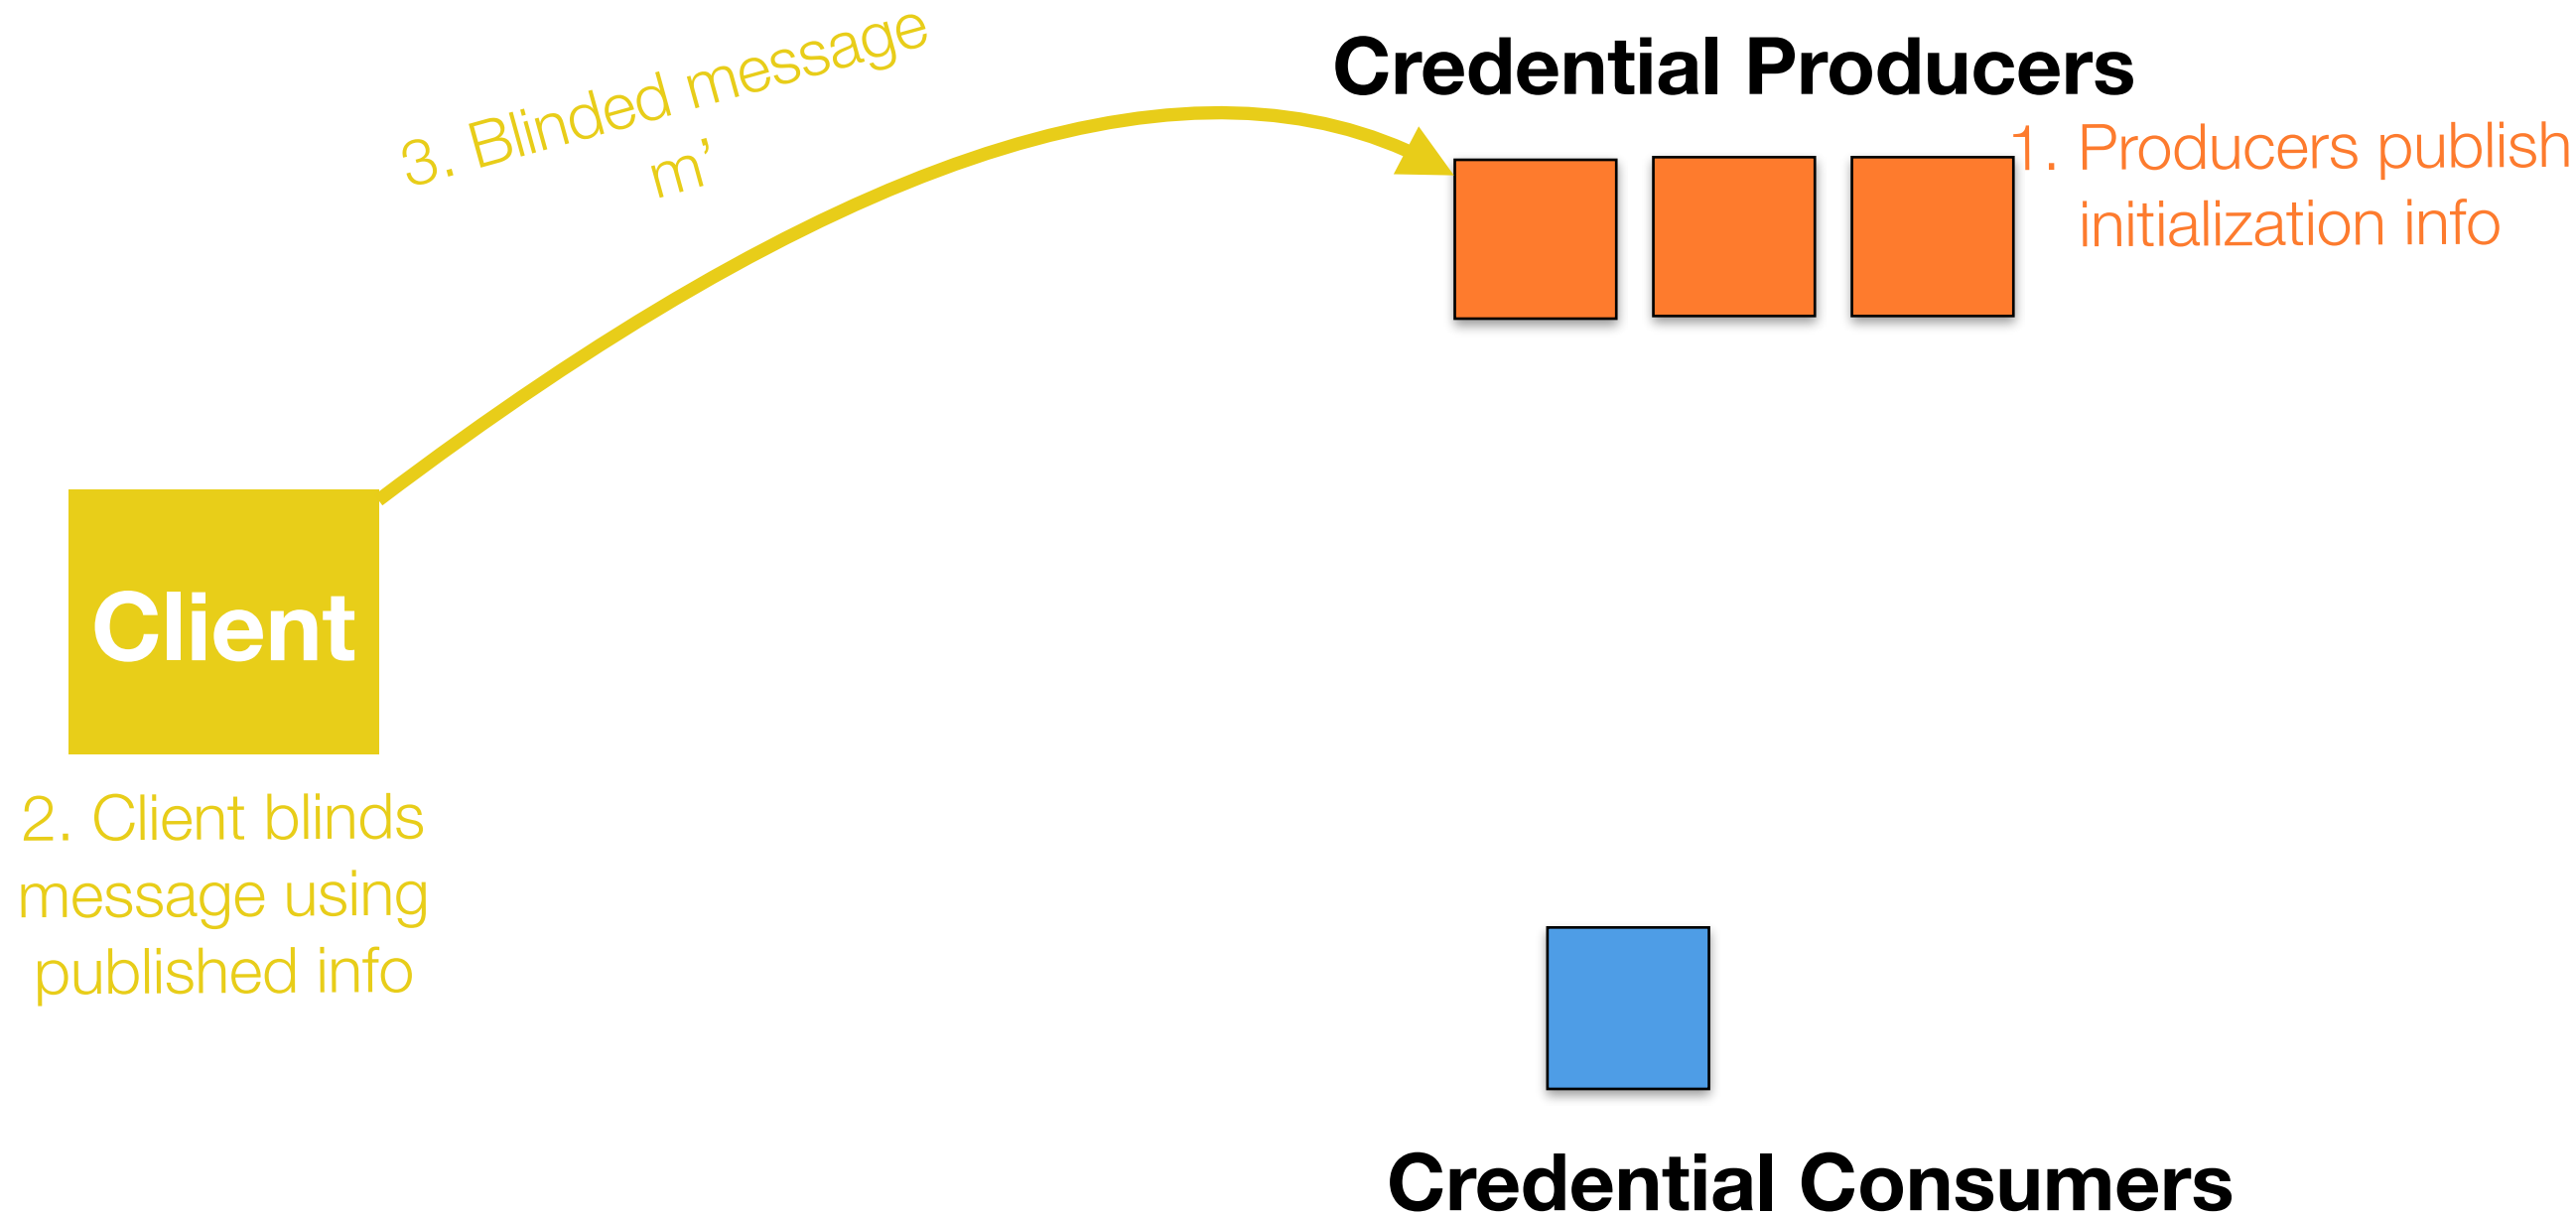 Credential Producers
1. Producers publish
initialization info
3. Blinded message
m’
Client
2. Client blinds
message using
published info
Credential Consumers